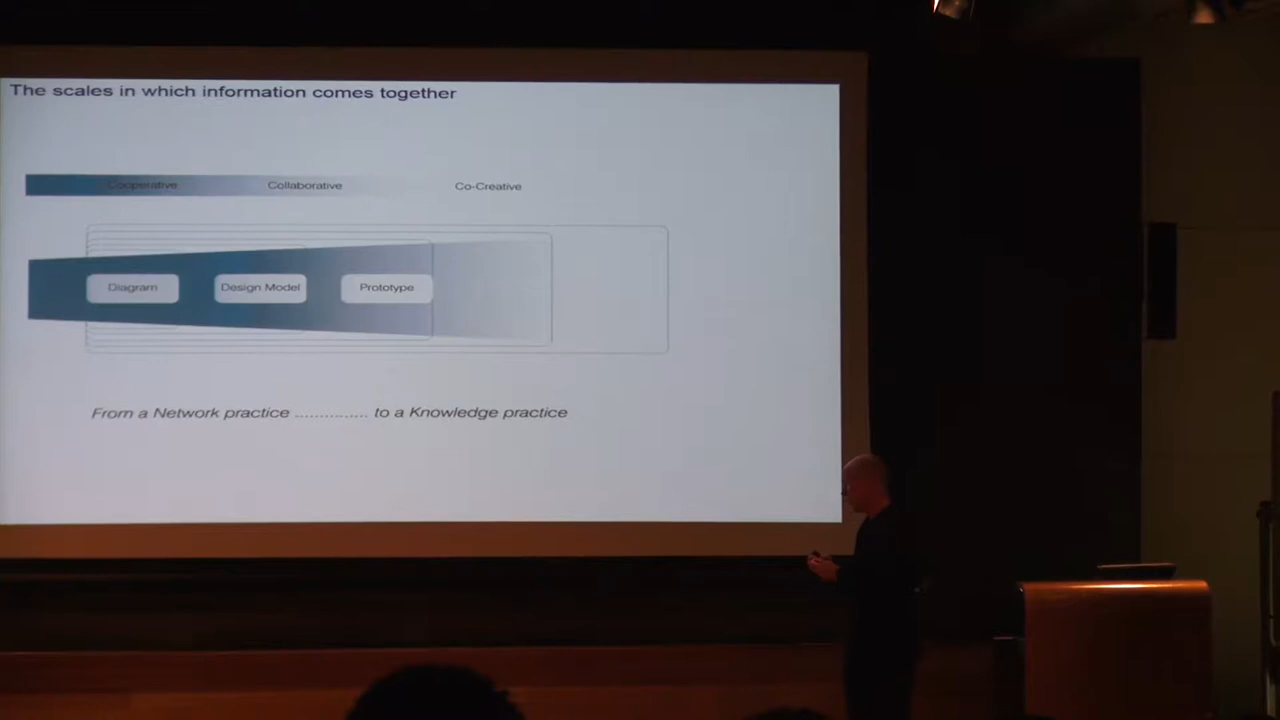 The scales in which information comes together
Cooperative Collaborative Co-Creative
Diagram Design Model Prototype
From a Network practice ............... to a Knowledge practice